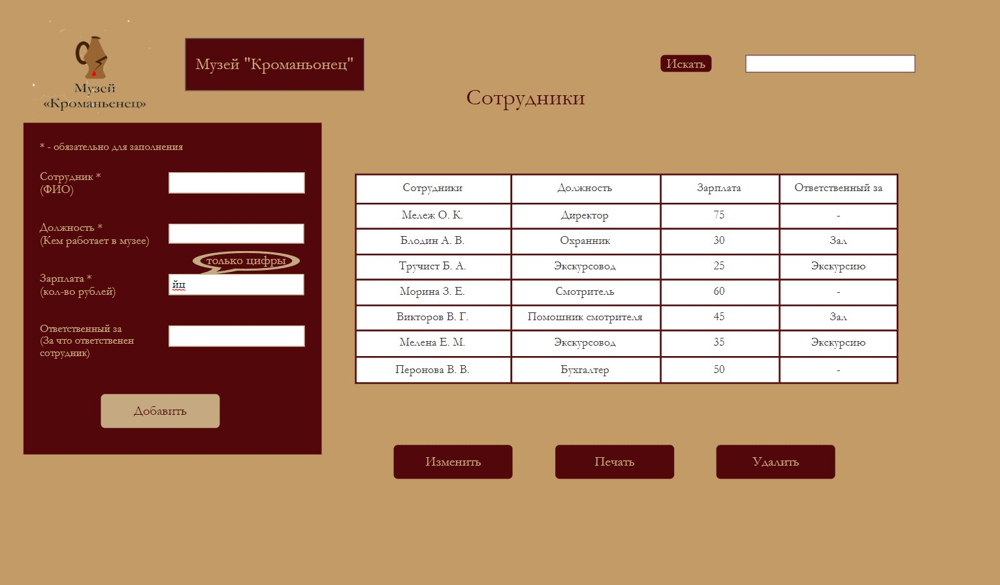 Музей
«Кроманьенец»
Музей "Кроманьонец"
Искать
Сотрудники
* - обязательно для заполнения
Сотрудник *
(ФИО)
Должность *
(Кем работает в музее)
только цифры
Зарплата *
(кол-во рублей)
йц
Ответственный за
(За что ответственен
сотрудник)
Добавить
Сотрудники Должность Зарплата Ответственный за
Мележ О. К. Директор 75 -
Блодин А. В. Охранник 30 Зал
Тручист Б. А. Экскурсовод 25 Экскурсию
Морина З. Е. Смотритель 60 -
Викторов В. Г. Помошник смотрителя 45 Зал
Мелена Е. М. Экскурсовод 35 Экскурсию
Перонова В. В. Бухгалтер 50 -
Изменить Печать Удалить